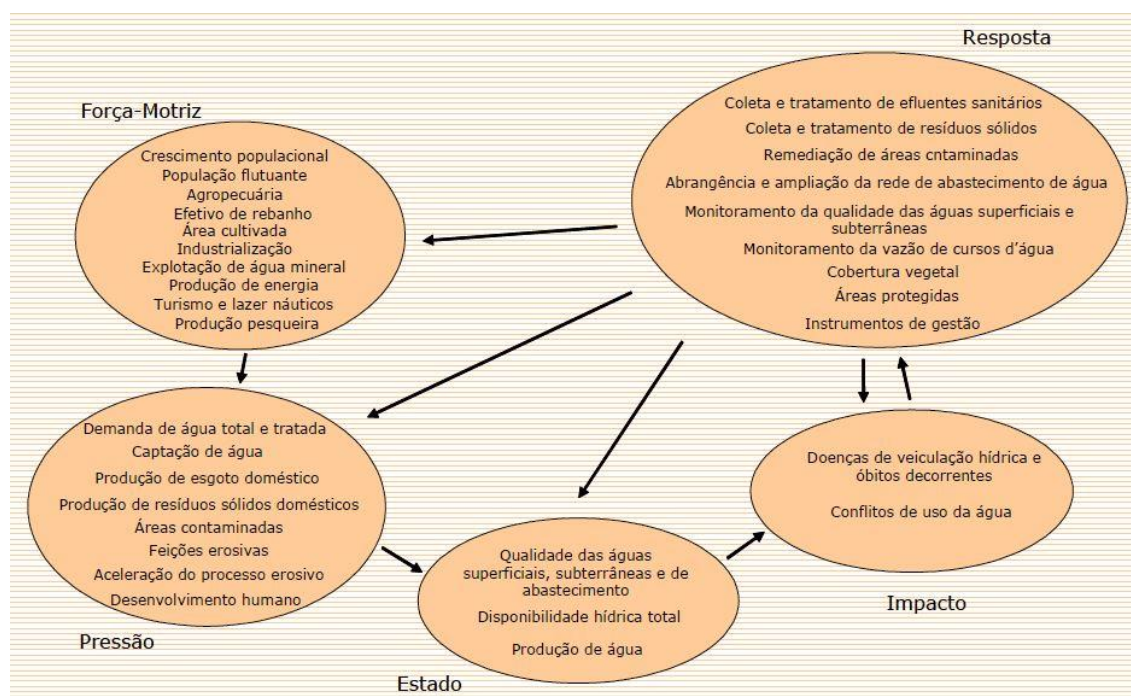 Resposta
Coleta e tratamento de efluentes sanitários
Coleta e tratamento de resíduos sólidos
Remediação de áreas cntaminadas
Abrangência e ampliação da rede de abastecimento de água
Monitoramento da qualidade das águas superficiais e
subterrâneas
Monitoramento da vazão de cursos d'água
Cobertura vegetal
Áreas protegidas
Instrumentos de gestão
Força-Motriz
Crescimento populacional
População flutuante
Agropecuária
Efetivo de rebanho
Área cultivada
Industrialização
Explotação de água mineral
Produção de energia
Turismo e lazer náuticos
Produção pesqueira
Demanda de água total e tratada
Captação de água
Produção de esgoto doméstico
Produção de resíduos sólidos domésticos
Áreas contaminadas
Feições erosivas
Aceleração do processo erosivo
Desenvolvimento humano
Pressão
Qualidade das águas
superficiais, subterrâneas e de
abastecimento
Disponibilidade hídrica total
Produção de água
Estado
Doenças de veiculação hídrica e
óbitos decorrentes
Conflitos de uso da água
Impacto